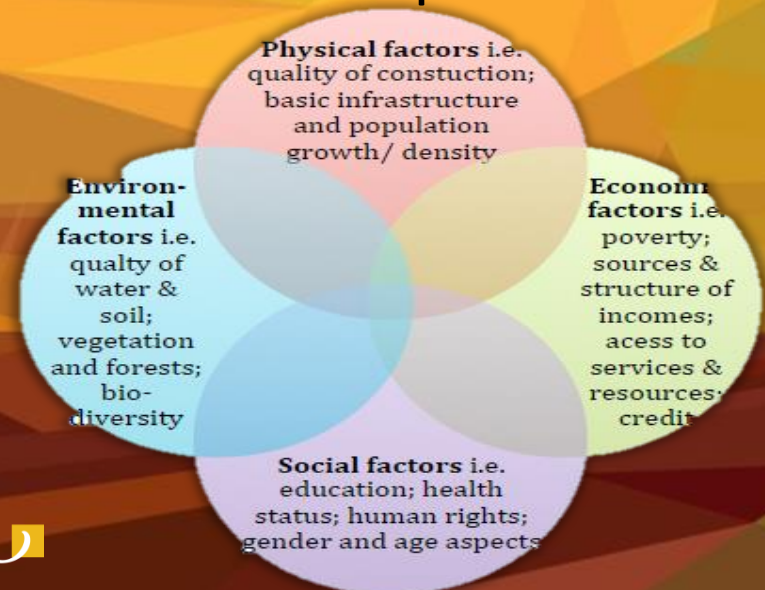 Physical factors i.e.
quality of constuction;
basic infrastructure
and population
growth/ density
Environ-
mental
factors i.e.
qualty of
water &
soil;
vegetation
and forests;
bio-
diversity
Economi
factors i.e.
poverty;
sources &
structure of
incomes;
acess to
services &
resources;
credit
Social factors i.e.
education; health
status; human rights;
gender and age aspects